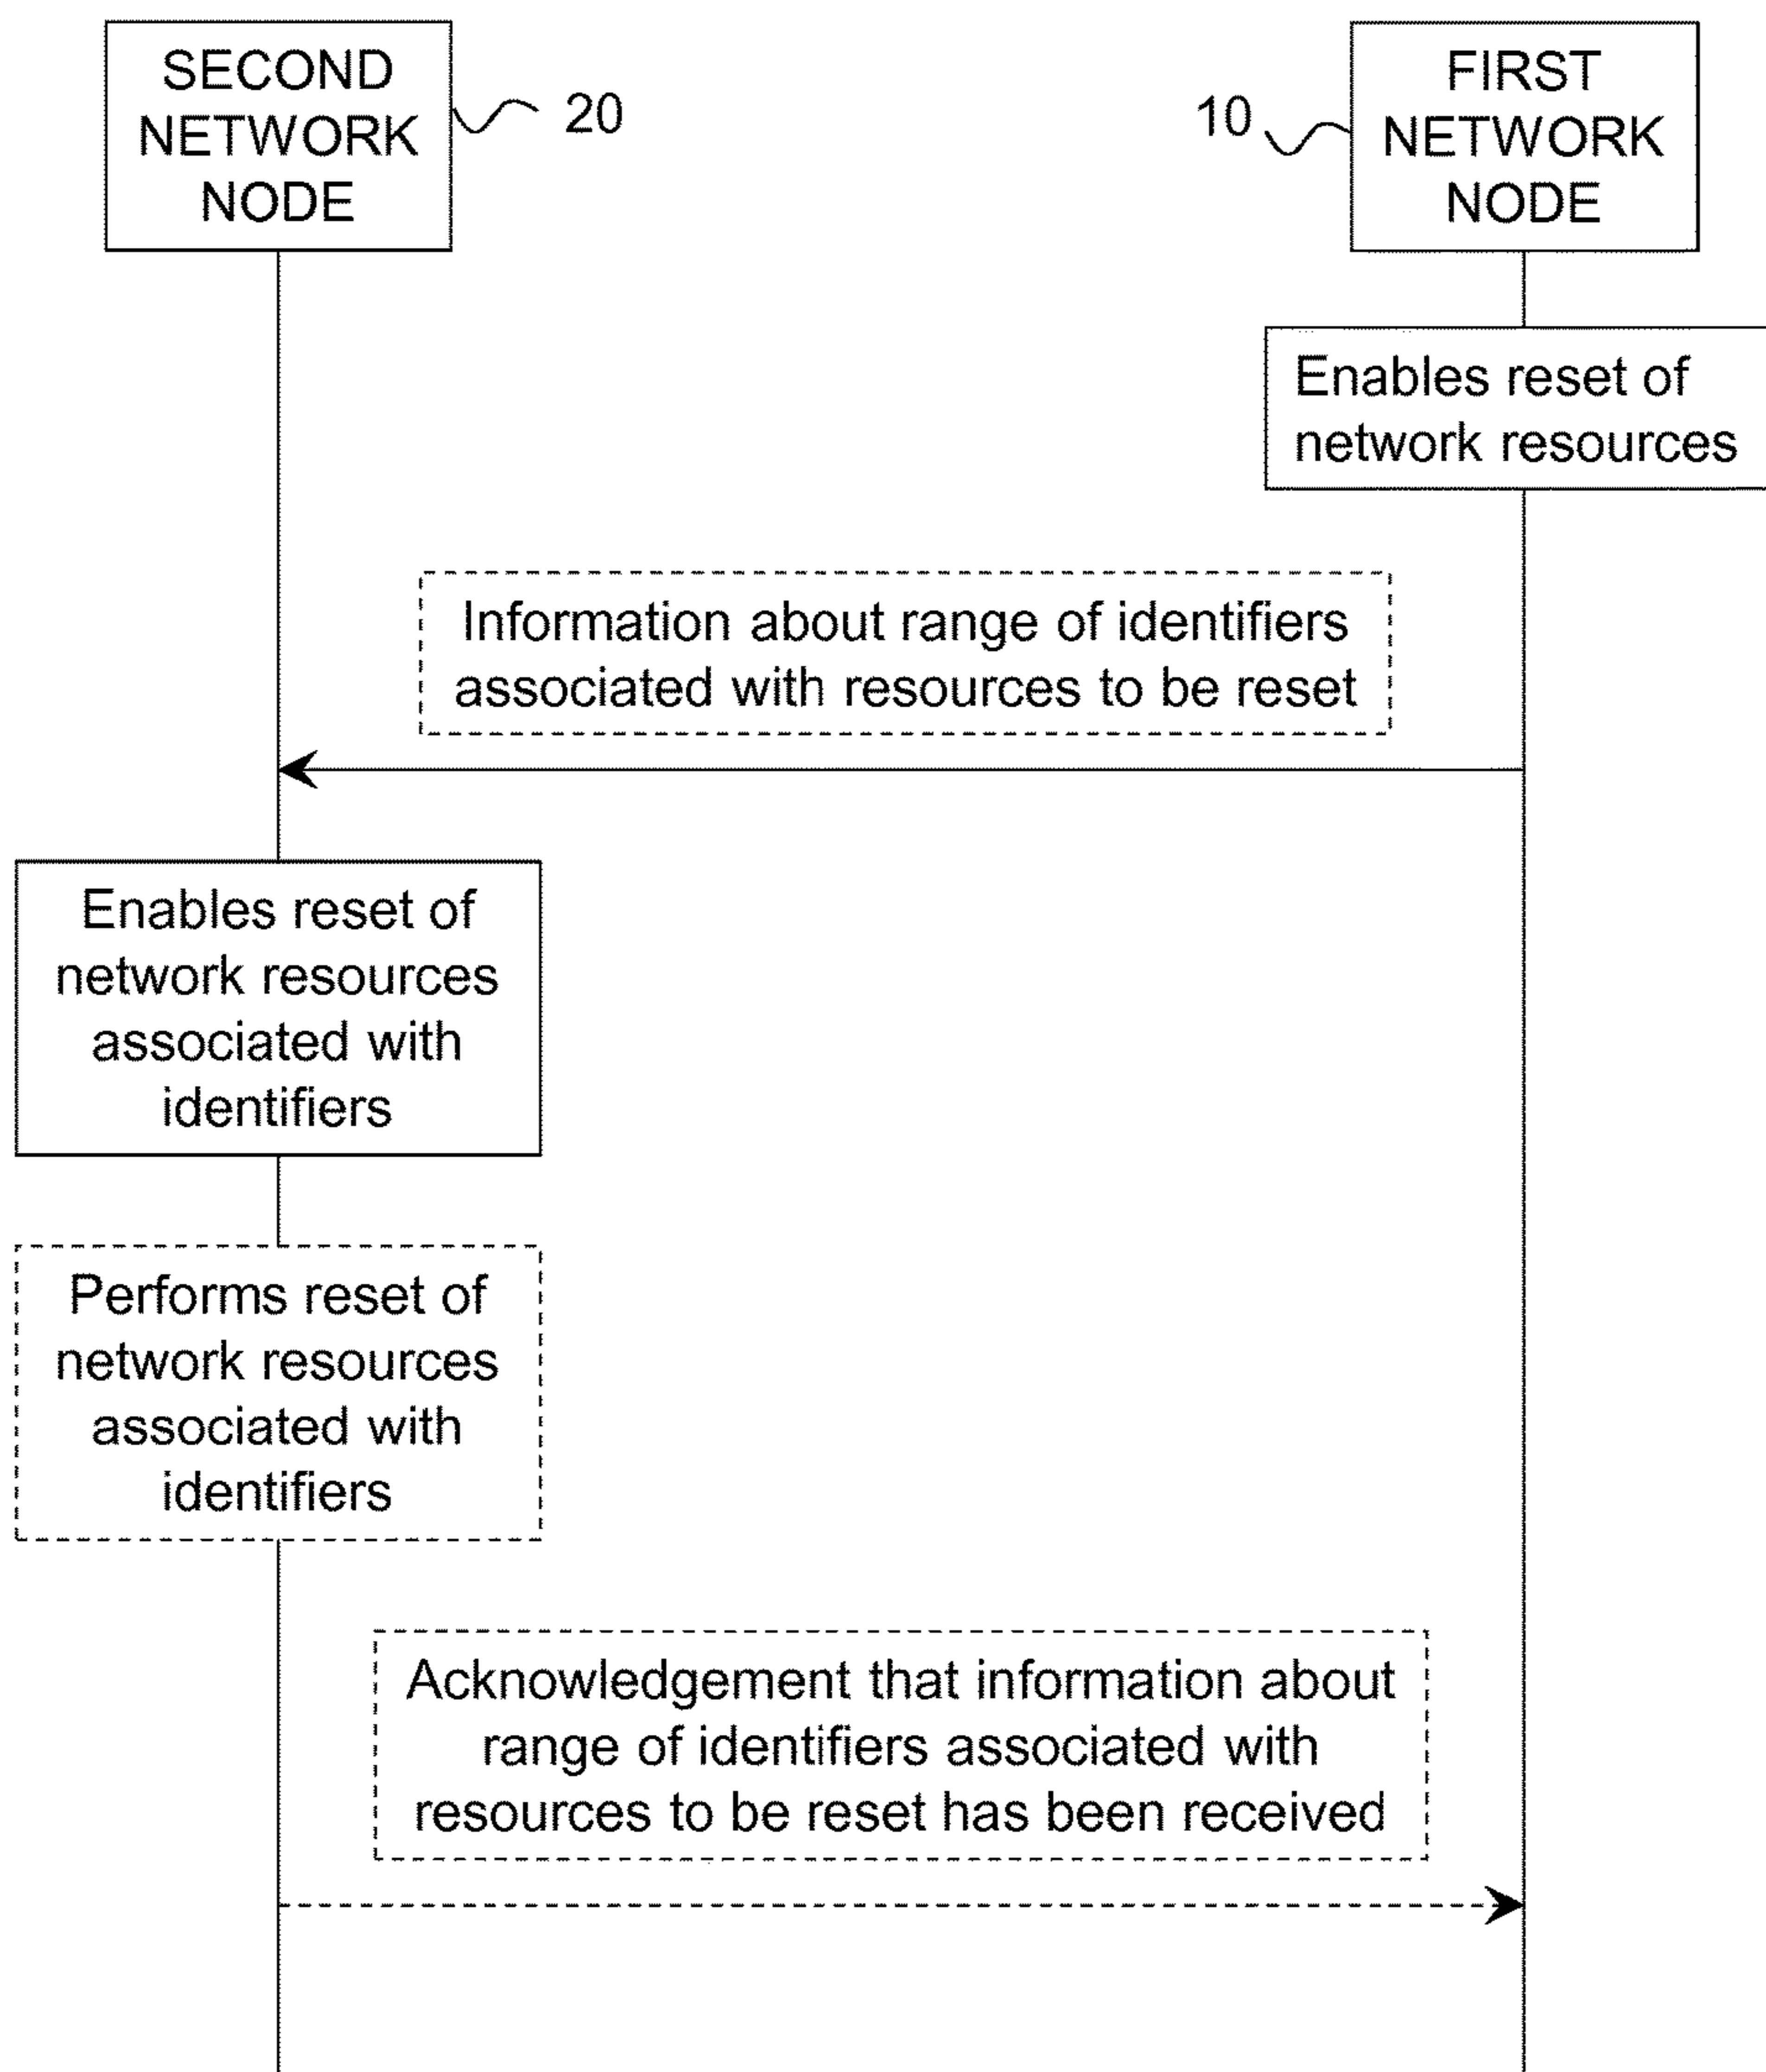 SECOND
NETWORK
NODE
20
10
FIRST
NETWORK
NODE
Enables reset of
network resources
Information about range of identifiers
associated with resources to be reset
Enables reset of
network resources
associated with
identifiers
Performs reset of
network resources
associated with
identifiers
Acknowledgement that information about
range of identifiers associated with
resources to be reset has been received